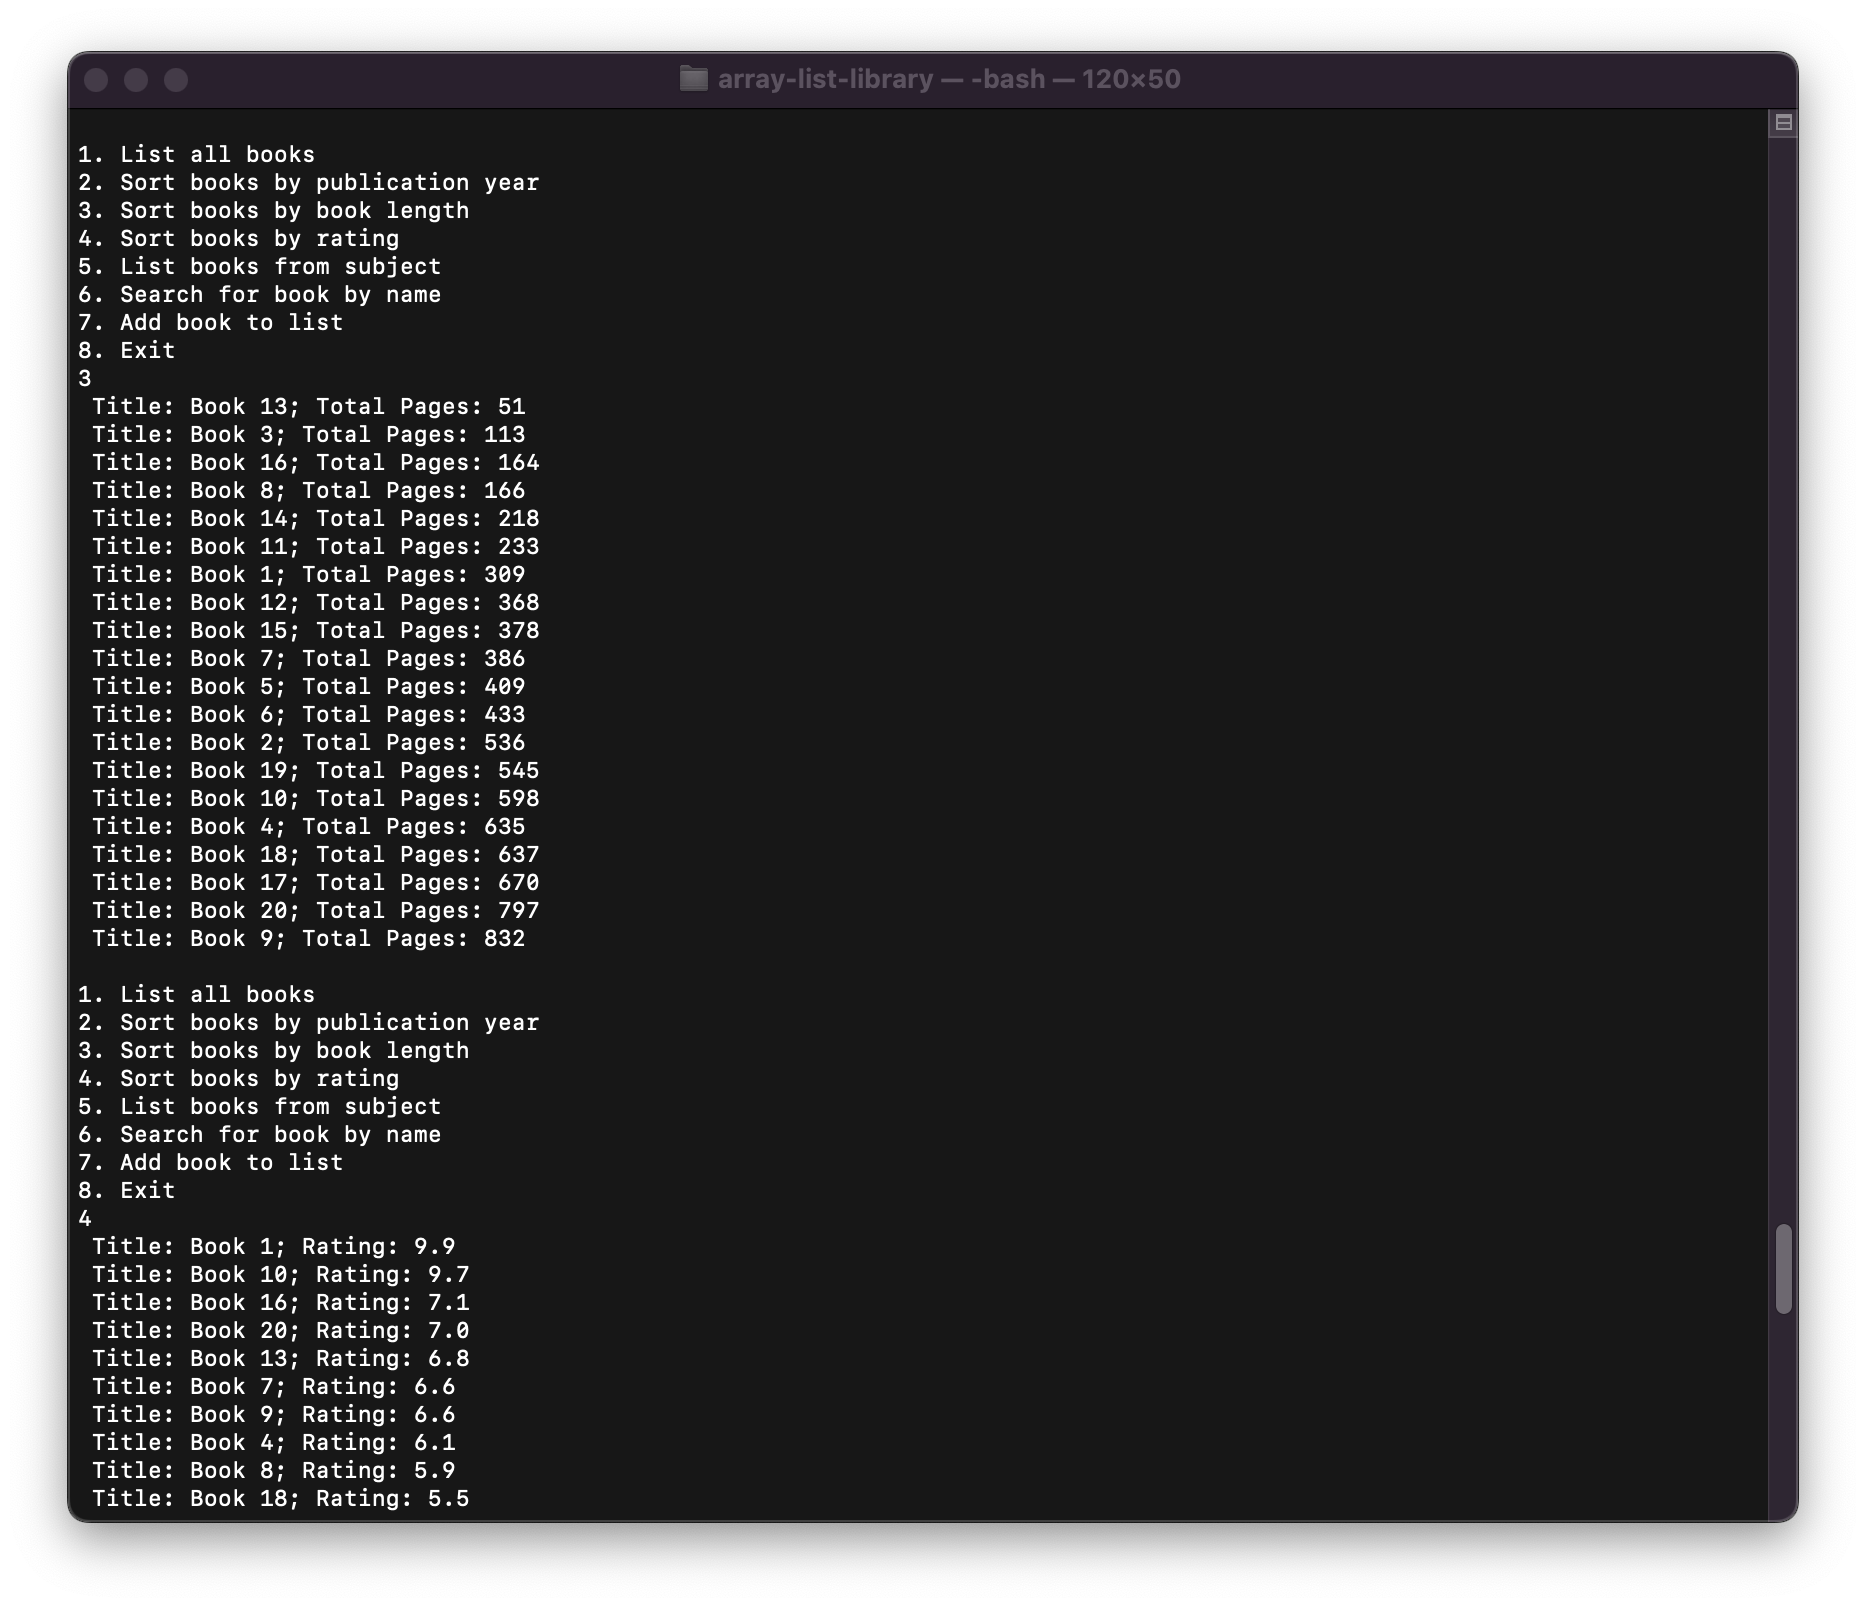 array-list-library — -bash — 120×50
1. List all books
2. Sort books by publication year
3. Sort books by book length
4. Sort books by rating
5. List books from subject
6. Search for book by name
7. Add book to list
8. Exit
3
Title: Book 13; Total Pages: 51
Title: Book 3; Total Pages: 113
Title: Book 16; Total Pages: 164
Title: Book 8; Total Pages: 166
Title: Book 14; Total Pages: 218
Title: Book 11; Total Pages: 233
Title: Book 1; Total Pages: 309
Title: Book 12; Total Pages: 368
Title: Book 15; Total Pages: 378
Title: Book 7; Total Pages: 386
Title: Book 5; Total Pages: 409
Title: Book 6; Total Pages: 433
Title: Book 2; Total Pages: 536
Title: Book 19; Total Pages: 545
Title: Book 10; Total Pages: 598
Title: Book 4; Total Pages: 635
Title: Book 18; Total Pages: 637
Title: Book 17; Total Pages: 670
Title: Book 20; Total Pages: 797
Title: Book 9; Total Pages: 832
1. List all books
2. Sort books by publication year
3. Sort books by book length
4. Sort books by rating
5. List books from subject
6. Search for book by name
7. Add book to list
8. Exit
4
Title: Book 1; Rating: 9.9
Title: Book 10; Rating: 9.7
Title: Book 16; Rating: 7.1
Title: Book 20; Rating: 7.0
Title: Book 13; Rating: 6.8
Title: Book 7; Rating: 6.6
Title: Book 9; Rating: 6.6
Title: Book 4; Rating: 6.1
Title: Book 8; Rating: 5.9
Title: Book 18; Rating: 5.5